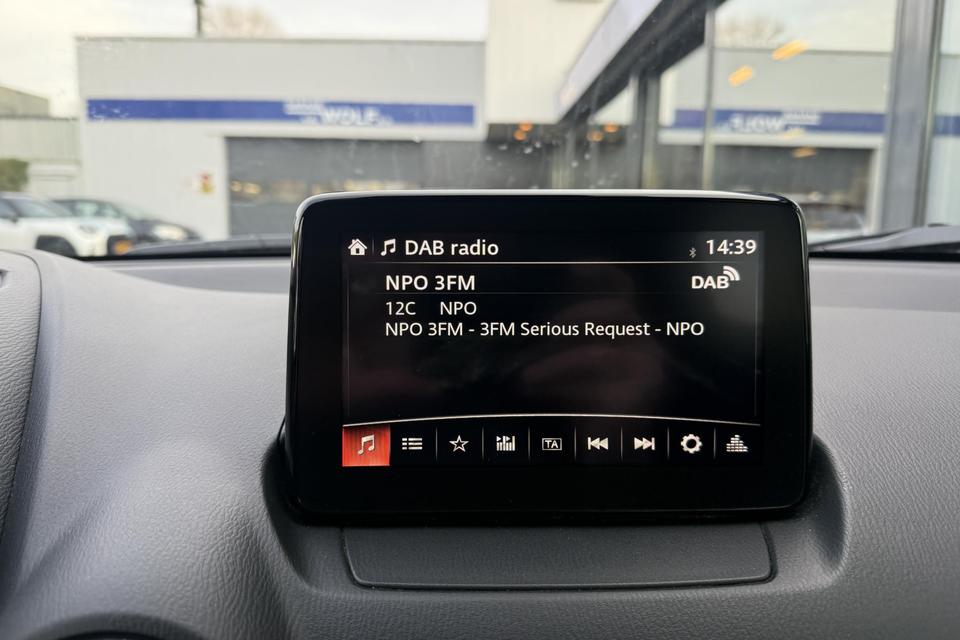 WOLF
DAB radio 14:39
NPO 3FM DAB
12C NPO
NPO 3FM - 3FM Serious Request - NPO
TA